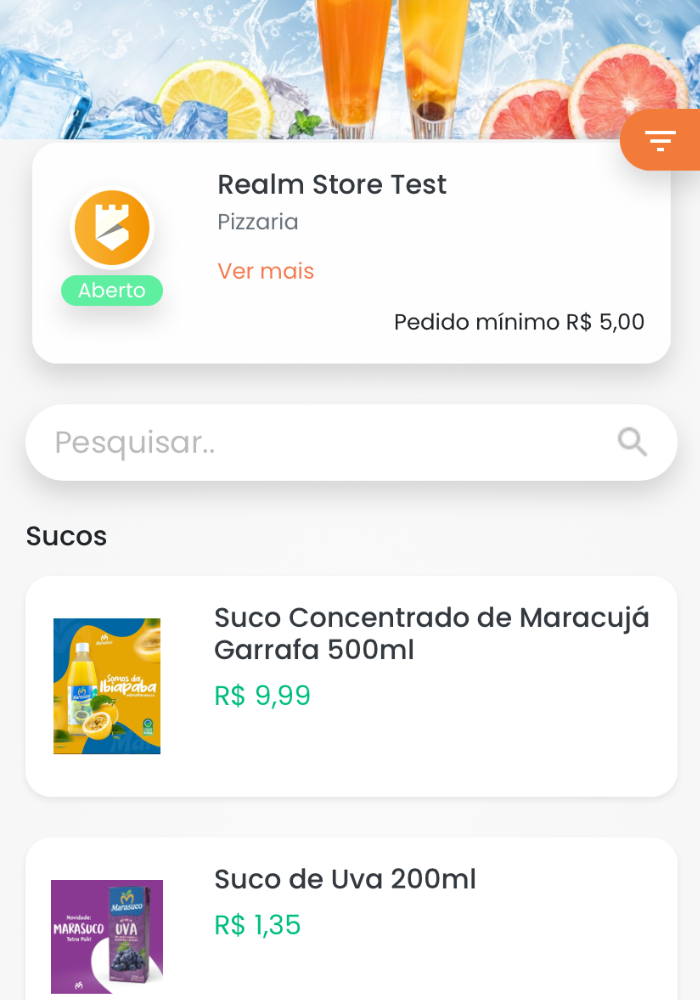 Realm Store Test
Pizzaria
Ver mais
Aberto
Pedido mínimo R$ 5,00
Pesquisar..
Sucos
Suco Concentrado de Maracujá
Garrafa 500ml
R$ 9,99
Somos da
Ibiapaba
Marasuco
Suco de Uva 200ml
R$ 1,35
Novidade:
MARASUCO
Tetra Pak!
Marasuco
UVA